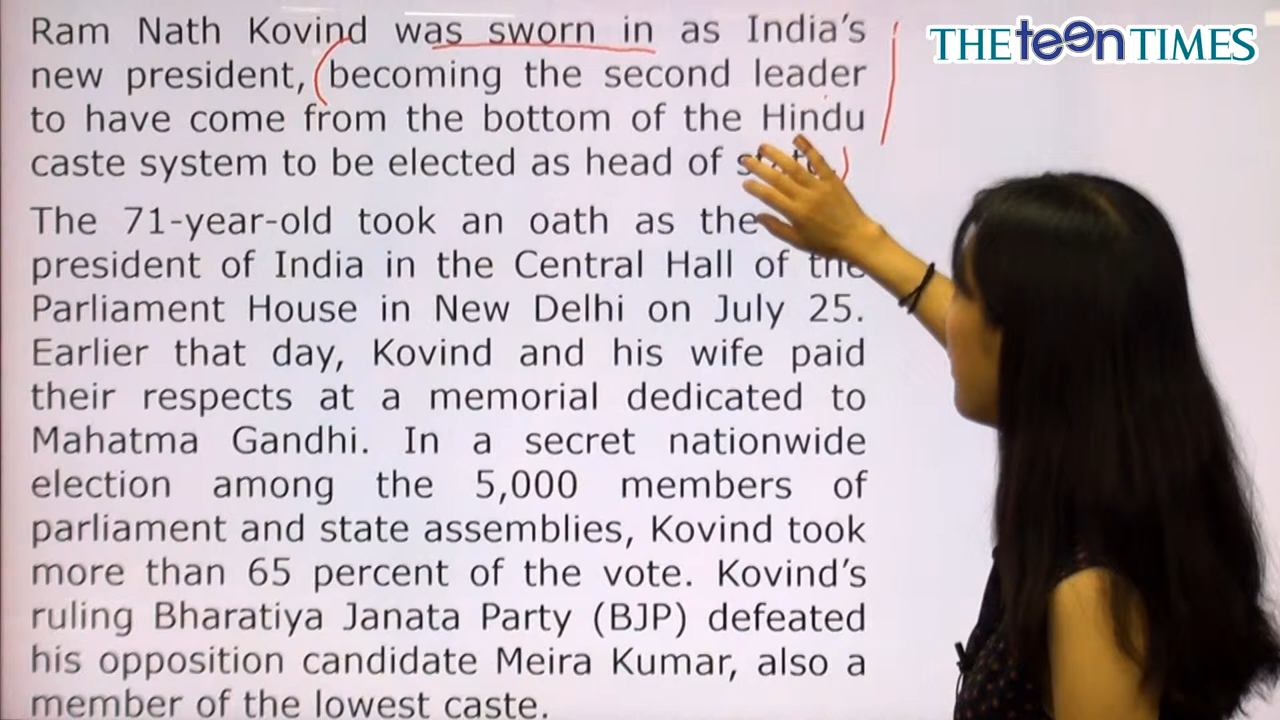 THE teen TIMES
Ram Nath Kovind was sworn in as India's
new president, (becoming the second leader
to have come from the bottom of the Hindu
caste system to be elected as head of
The 71-year-old took an oath as the
president of India in the Central Hall of the
Parliament House in New Delhi on July 25.
Earlier that day, Kovind and his wife paid
their respects at a memorial dedicated to
Mahatma Gandhi. In a secret nationwide
election among the 5,000 members of
parliament and state assemblies, Kovind took
more than 65 percent of the vote. Kovind's
ruling Bharatiya Janata Party (BJP) defeated
his opposition candidate Meira Kumar, also a
member of the lowest caste.